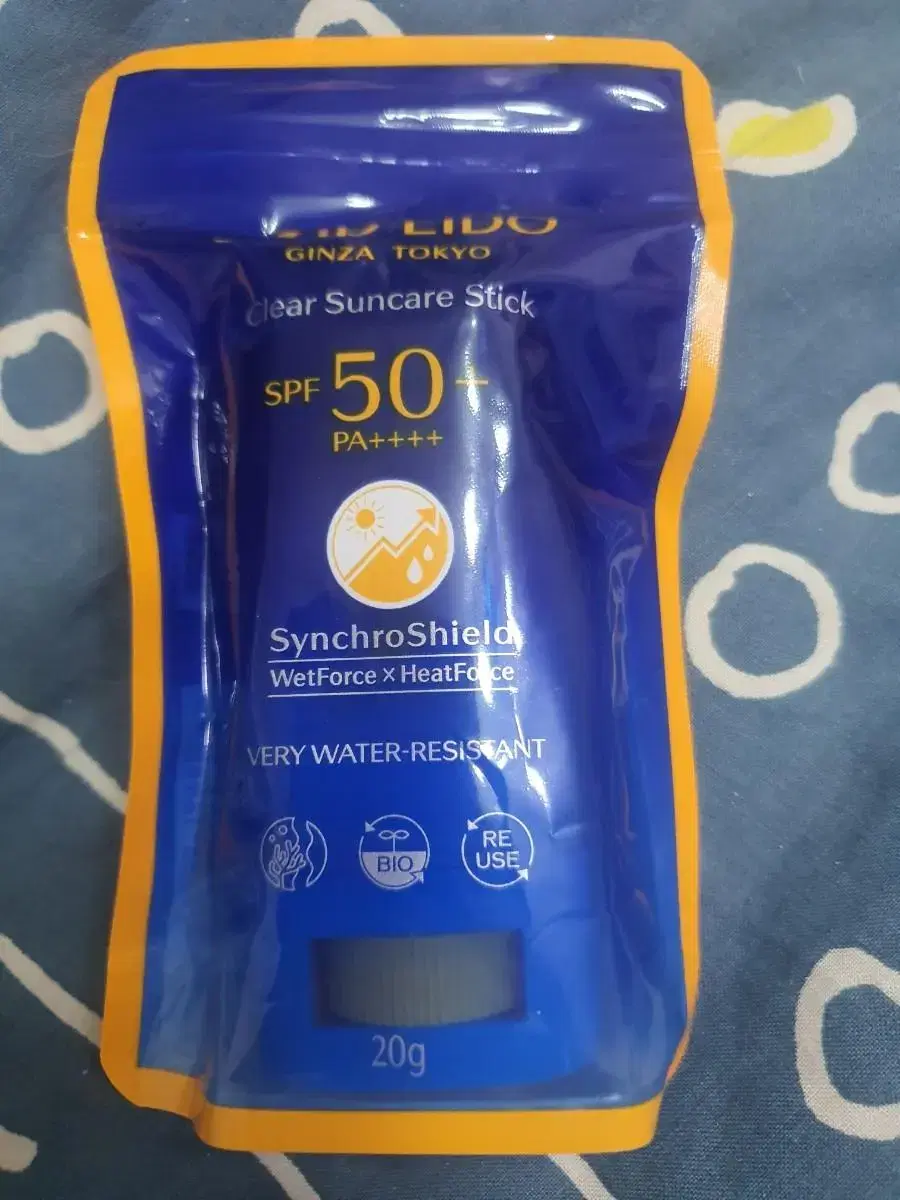 GINZA TOKYO
Clear Suncare Stick
SPF 50+
PA++++
SynchroShield
WetForce x HeatForce
VERY WATER-RESISTANT
BIO
RE
USE
20g